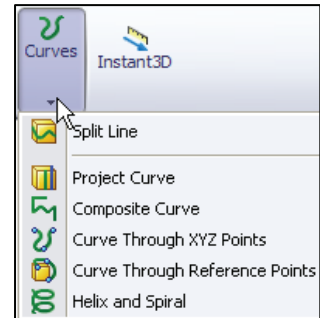 Curves
Instant3D
Split Line
Project Curve
Composite Curve
Curve Through XYZ Points
Curve Through Reference Points
Helix and Spiral